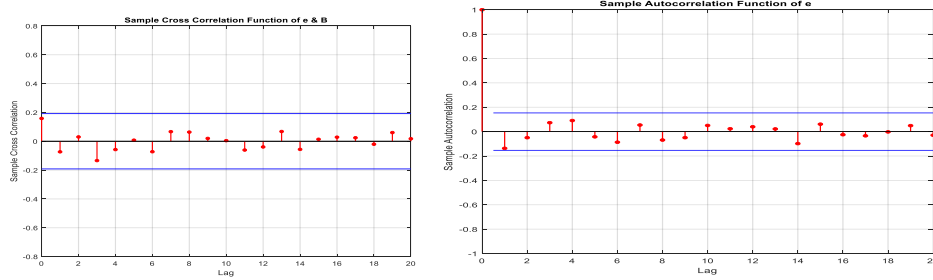 Sample Cross Correlation Function of e & B
0.8
0.6
0.4
0.2
0
-0.2
-0.4
-0.6
-0.8
Sample Cross Correlation
0 2 4 6 8 10 12 14 16 18 20
Lag
Sample Autocorrelation Function of e
1
0.8
0.6
0.4
0.2
0
-0.2
-0.4
-0.6
-0.8
-1
Sample Autocorrelation
0 2 4 6 8 10 12 14 16 18 2
Lag